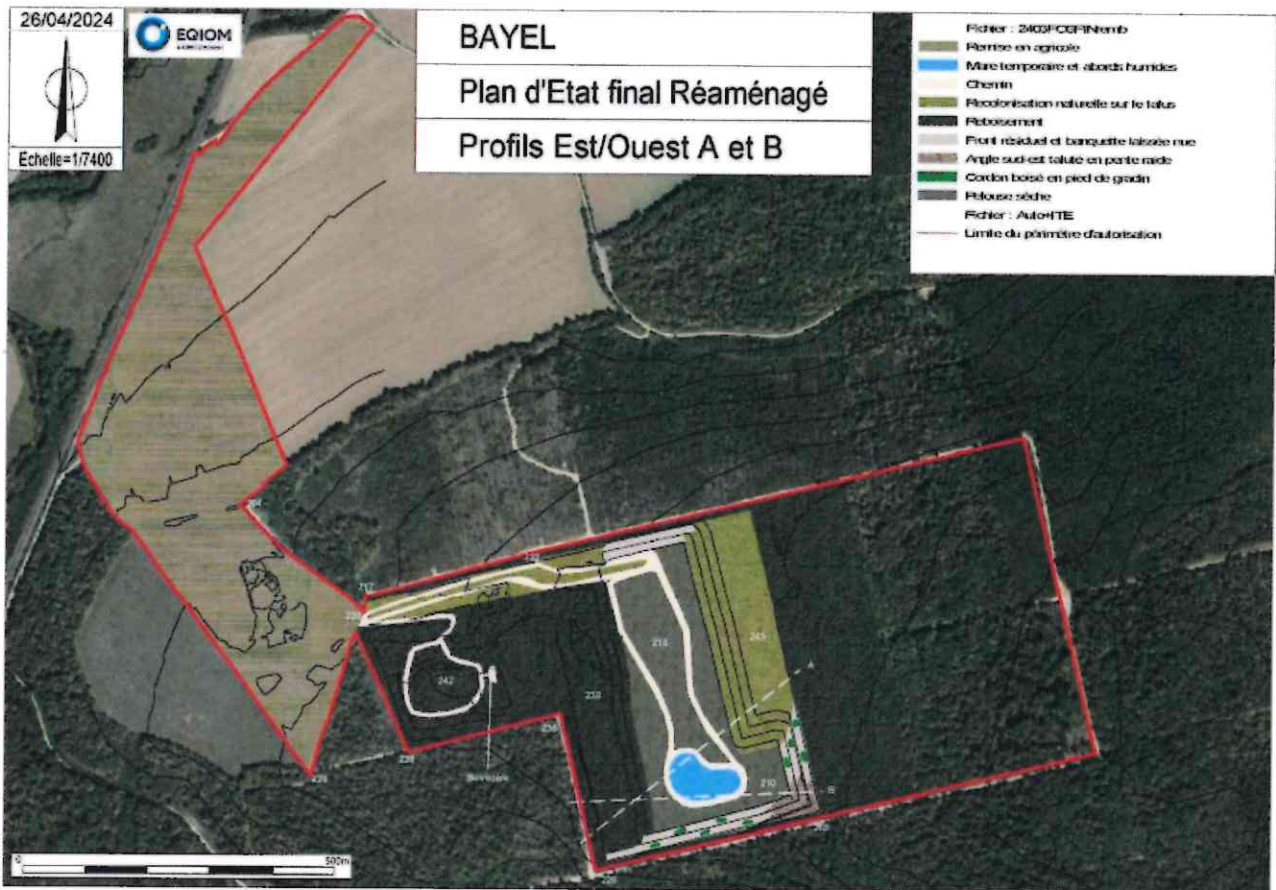 26/04/2024
EQIOM
Echelle=1/7400
BAYEL
Plan d'Etat final Réaménagé
Profils Est/Ouest A et B
Remise en agricole
Mare temporaire et abords humides
Chemin
Recolonisation naturelle sur le talus
Reboisement
Front résiduel et banquette laissée nue
Angle sud-est taluté en pente raide
Cordon boisé en pied de gradin
Pelouse sèche
Limite du périmètre d'autorisation
245
A
242
230
210
B
0
500m